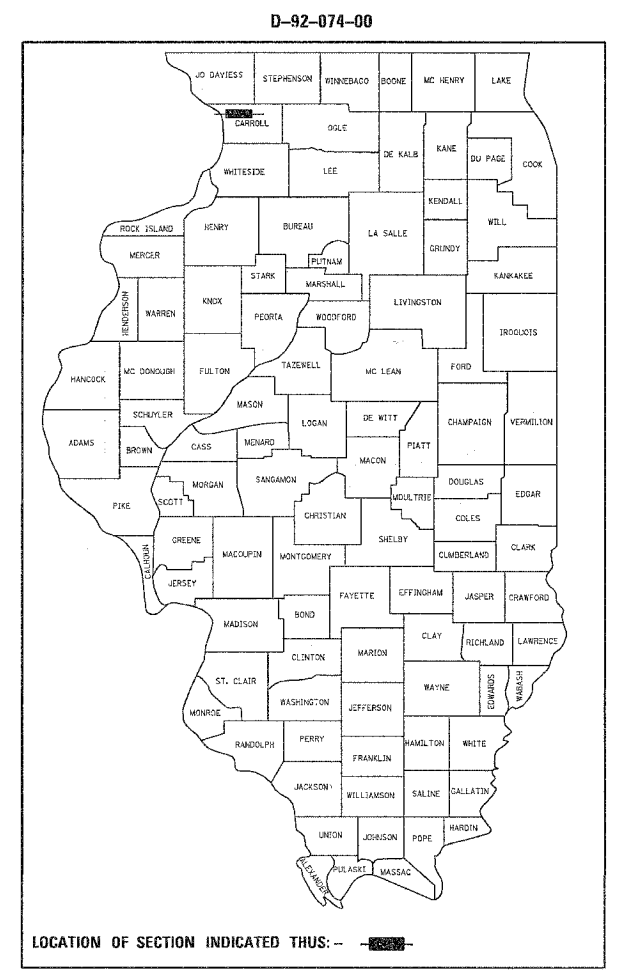 D-92-074-00
JO DAVIESS
STEPHENSON
WINNEBAGO
BOONE
MC HENRY
LAKE
CARROLL
OGLE
DE KALB
KANE
DU PAGE
COOK
WHITESIDE
LEE
KENDALL
WILL
ROCK ISLAND
HENRY
BUREAU
LA SALLE
GRUNDY
MERCER
PUTNAM
KANKAKEE
STARK
MARSHALL
HENDERSON
WARREN
KNOX
PEORIA
WOODFORD
LIVINGSTON
IROQUOIS
HANCOCK
MC DONOUGH
FULTON
TAZEWELL
MC LEAN
FORD
SCHUYLER
MASON
LOGAN
DE WITT
CHAMPAIGN
VERMILION
ADAMS
BROWN
CASS
MENARD
MACON
PIATT
PIKE
SCOTT
MORGAN
SANGAMON
CHRISTIAN
MOULTRIE
DOUGLAS
EDGAR
COLES
GREENE
CALHOUN
MACOUPIN
MONTGOMERY
SHELBY
CUMBERLAND
CLARK
JERSEY
FAYETTE
EFFINGHAM
JASPER
CRAWFORD
MADISON
BOND
CLAY
RICHLAND
LAWRENCE
CLINTON
MARION
ST. CLAIR
WAYNE
EDWARDS
WABASH
MONROE
WASHINGTON
JEFFERSON
RANDOLPH
PERRY
FRANKLIN
HAMILTON
WHITE
JACKSON
WILLIAMSON
SALINE
GALLATIN
UNION
JOHNSON
POPE
HARDIN
ALEXANDER
PULASKI
MASSAC
LOCATION OF SECTION INDICATED THUS: -